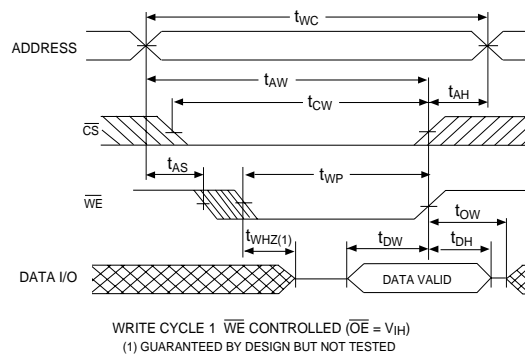 tWC
ADDRESS
tAW
tCW
tAH
CS
tAS
tWP
WE
tOW
tWHZ(1)
tDW
tDH
DATA I/O
DATA VALID
WRITE CYCLE 1 WE CONTROLLED (OE = VIH)
(1) GUARANTEED BY DESIGN BUT NOT TESTED